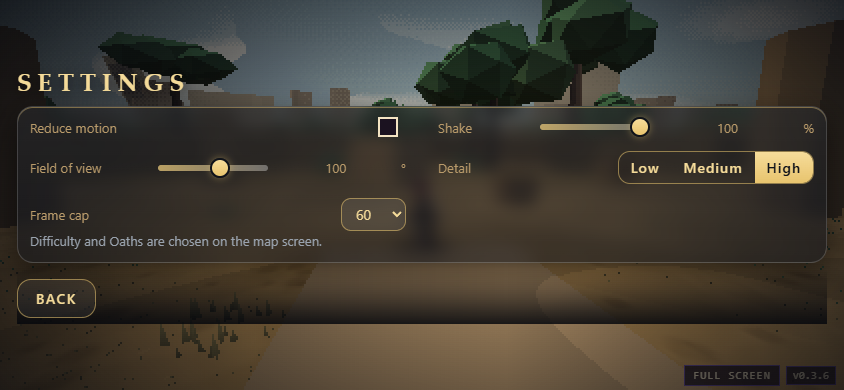 SETTINGS
Reduce motion
Shake 100 %
Field of view 100 °
Detail Low Medium High
Frame cap 60
Difficulty and Oaths are chosen on the map screen.
BACK
FULL SCREEN v0.3.6